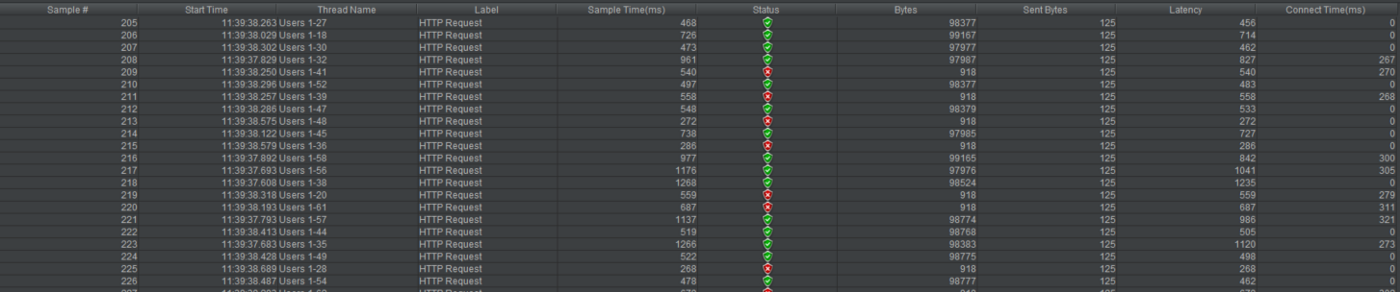 Sample # Start Time Thread Name Label Sample Time(ms) Status Bytes Sent Bytes Latency Connect Time(ms)
205 11:39:38.263 Users 1-27 HTTP Request 468 98377 125 456 0
206 11:39:38.029 Users 1-18 HTTP Request 726 99167 125 714 0
207 11:39:38.302 Users 1-30 HTTP Request 473 97977 125 462 0
208 11:39:37.829 Users 1-32 HTTP Request 961 97987 125 827 267
209 11:39:38.250 Users 1-41 HTTP Request 540 918 125 540 270
210 11:39:38.296 Users 1-52 HTTP Request 497 98377 125 483 0
211 11:39:38.257 Users 1-39 HTTP Request 558 918 125 558 268
212 11:39:38.286 Users 1-47 HTTP Request 548 98379 125 533 0
213 11:39:38.575 Users 1-48 HTTP Request 272 918 125 272 0
214 11:39:38.122 Users 1-45 HTTP Request 738 97985 125 727 0
215 11:39:38.579 Users 1-36 HTTP Request 286 918 125 286 0
216 11:39:37.892 Users 1-58 HTTP Request 977 99165 125 842 300
217 11:39:37.693 Users 1-56 HTTP Request 1176 97976 125 1041 305
218 11:39:37.608 Users 1-38 HTTP Request 1268 98524 125 1235 0
219 11:39:38.318 Users 1-20 HTTP Request 559 918 125 559 279
220 11:39:38.193 Users 1-61 HTTP Request 687 918 125 687 311
221 11:39:37.793 Users 1-57 HTTP Request 1137 98774 125 986 321
222 11:39:38.413 Users 1-44 HTTP Request 519 98768 125 505 0
223 11:39:37.683 Users 1-35 HTTP Request 1266 98383 125 1120 273
224 11:39:38.428 Users 1-49 HTTP Request 522 98775 125 498 0
225 11:39:38.689 Users 1-28 HTTP Request 268 918 125 268 0
226 11:39:38.487 Users 1-54 HTTP Request 478 98777 125 462 0